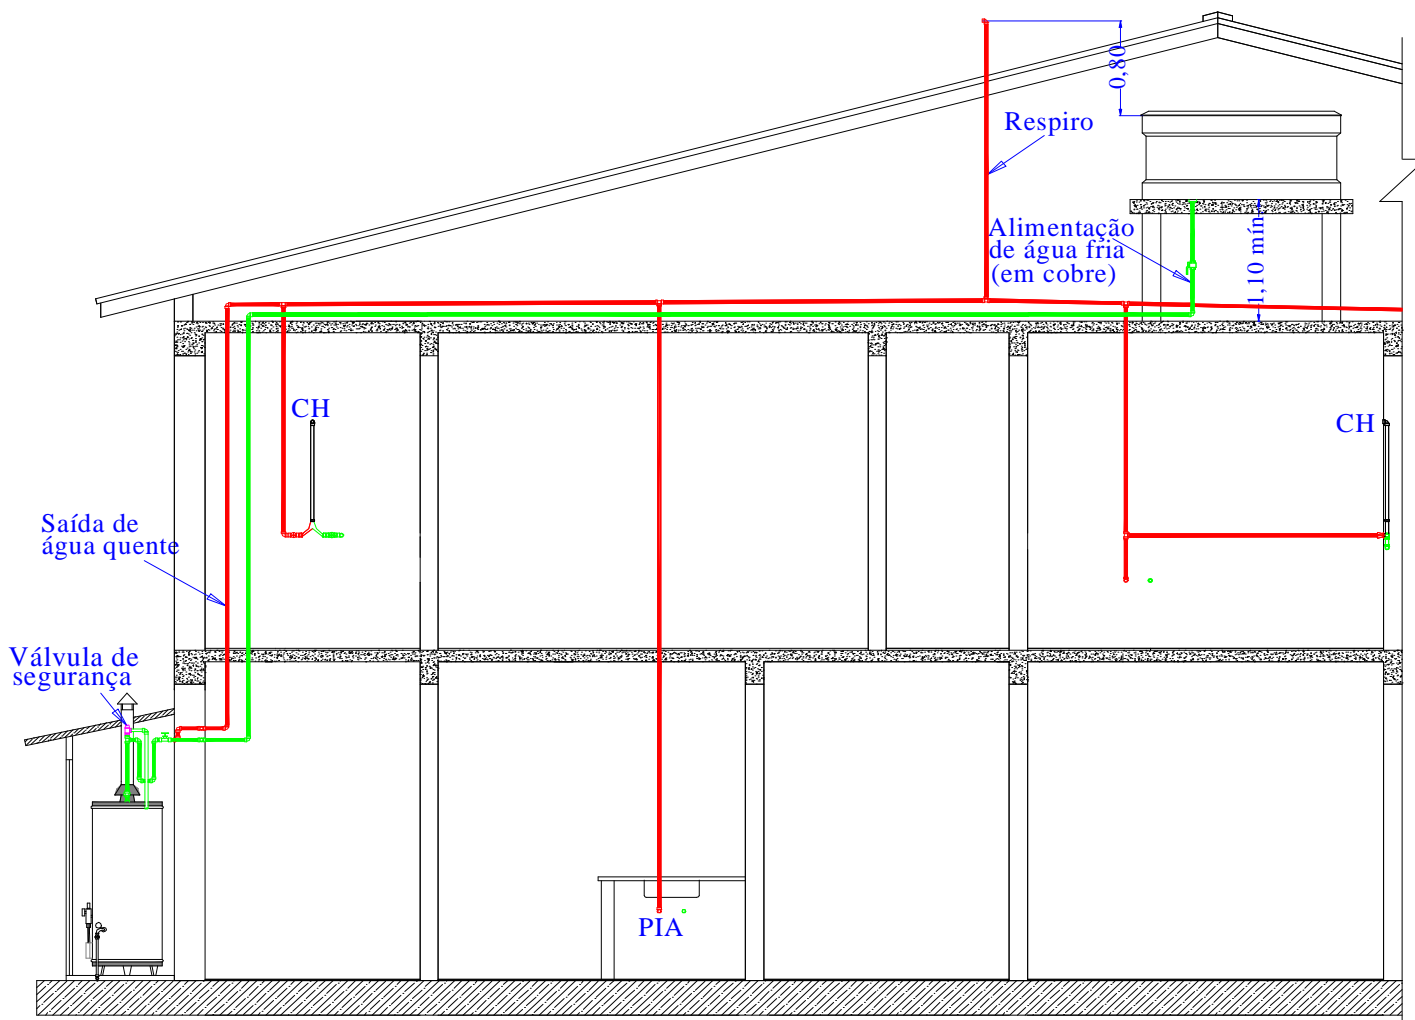 0,80
Respiro
Alimentação
de água fria
(em cobre)
1,10 mín
CH
CH
Saída de
água quente
Válvula de
segurança
PIA